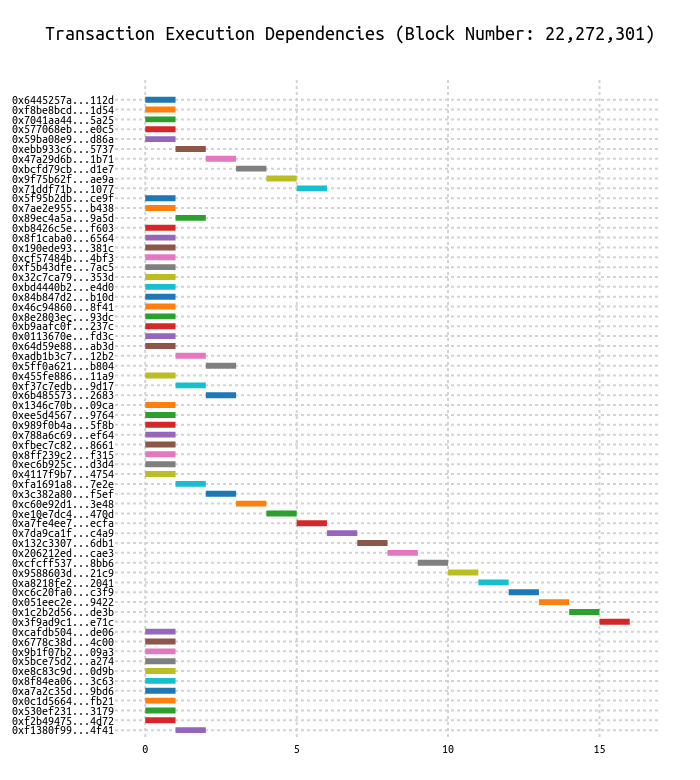 Transaction Execution Dependencies (Block Number: 22,272,301)
0x6445257a...112d
0xf8be8bcd...1d54
0x7041aa44...5a25
0x577068eb...e0c5
0x59ba08e9...d86a
0xebb933c6...5737
0x47a29d6b...1b71
0xbcfd79cb...d1e7
0x9f75b62f...ae9a
0x71ddf71b...1077
0x5f95b2db...ce9f
0x7ae2e955...b438
0x89ec4a5a...9a5d
0xb8426c5e...f603
0x8f1caba0...6564
0x190ede93...381c
0xcf57484b...4bf3
0xf5b43dfe...7ac5
0x32c7ca79...353d
0xbd4440b2...e4d0
0x84b847d2...b10d
0x46c94860...8f41
0x8e2803ec...93dc
0xb9aafc0f...237c
0x0113670e...fd3c
0x64d59e88...ab3d
0xadb1b3c7...12b2
0x5ff0a621...b804
0x455fe886...11a9
0xf37c7edb...9d17
0x6b485573...2683
0x1346c70b...09ca
0xee5d4567...9764
0x989f0b4a...5f8b
0x788a6c69...ef64
0xfbec7c82...8661
0x8ff239c2...f315
0xec6b925c...d3d4
0x4117f9b7...4754
0xfa1691a8...7e2e
0x3c382a80...f5ef
0xc60e92d1...3e48
0xe10e7dc4...470d
0xa7fe4ee7...ecfa
0x7da9ca1f...c4a9
0x132c3307...6db1
0x206212ed...cae3
0xcfcff537...8bb6
0x9588603d...21c9
0xa8218fe2...2041
0xc6c20fa0...c3f9
0x051eec2e...9422
0x1c2b2d56...de3b
0x3f9ad9c1...e71c
0xcafdb504...de06
0x6778c38d...4c00
0x9b1f07b2...09a3
0x5bce75d2...a274
0xe8c83c9d...0d9b
0x8f84ea06...3c63
0xa7a2c35d...9bd6
0x0c1d5664...fb21
0x530ef231...3179
0xf2b49475...4d72
0xf1380f99...4f41
0 5 10 15